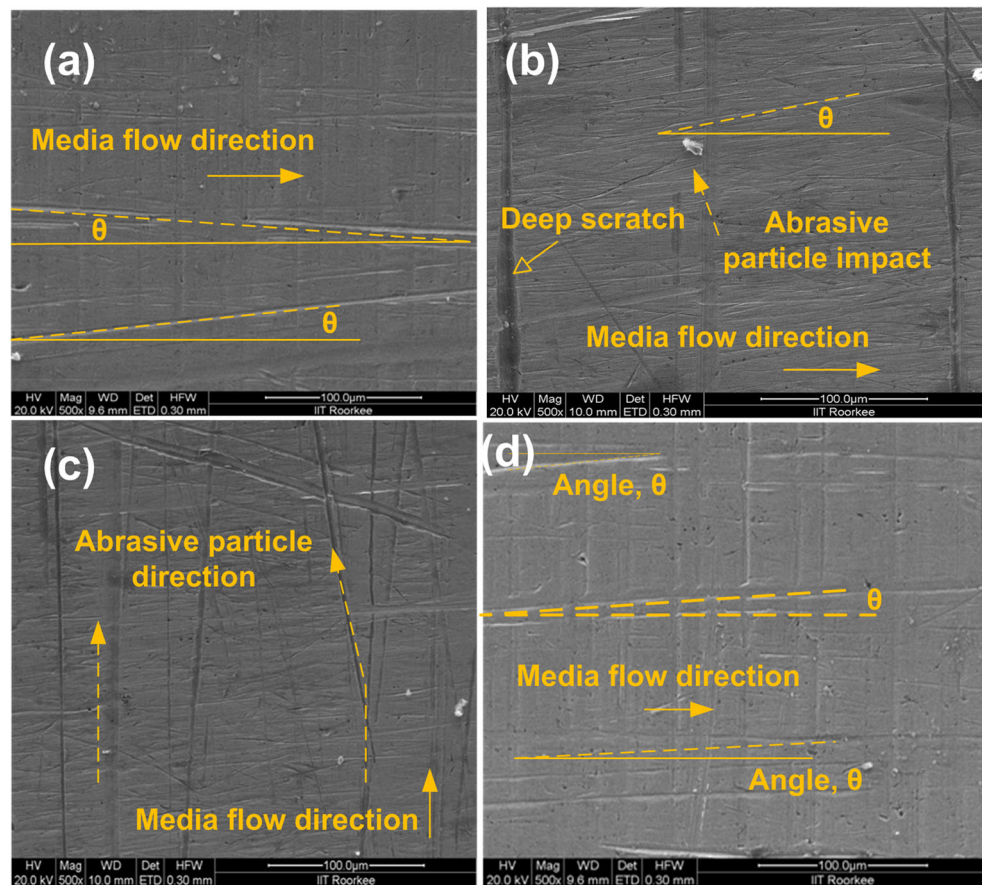 (a)
Media flow direction
θ
θ
HV Mag WD Det HFW 100.0µm
20.0 kV 500x 9.6 mm ETD 0.30 mm IIT Roorkee
(b)
θ
Deep scratch
Abrasive
particle impact
Media flow direction
HV Mag WD Det HFW 100.0µm
20.0 kV 500x 10.0 mm ETD 0.30 mm IIT Roorkee
(c)
Abrasive particle
direction
Media flow direction
HV Mag WD Det HFW 100.0µm
20.0 kV 500x 10.0 mm ETD 0.30 mm IIT Roorkee
(d)
Angle, θ
θ
Media flow direction
Angle, θ
HV Mag WD Det HFW 100.0µm
20.0 kV 500x 9.6 mm ETD 0.30 mm IIT Roorkee